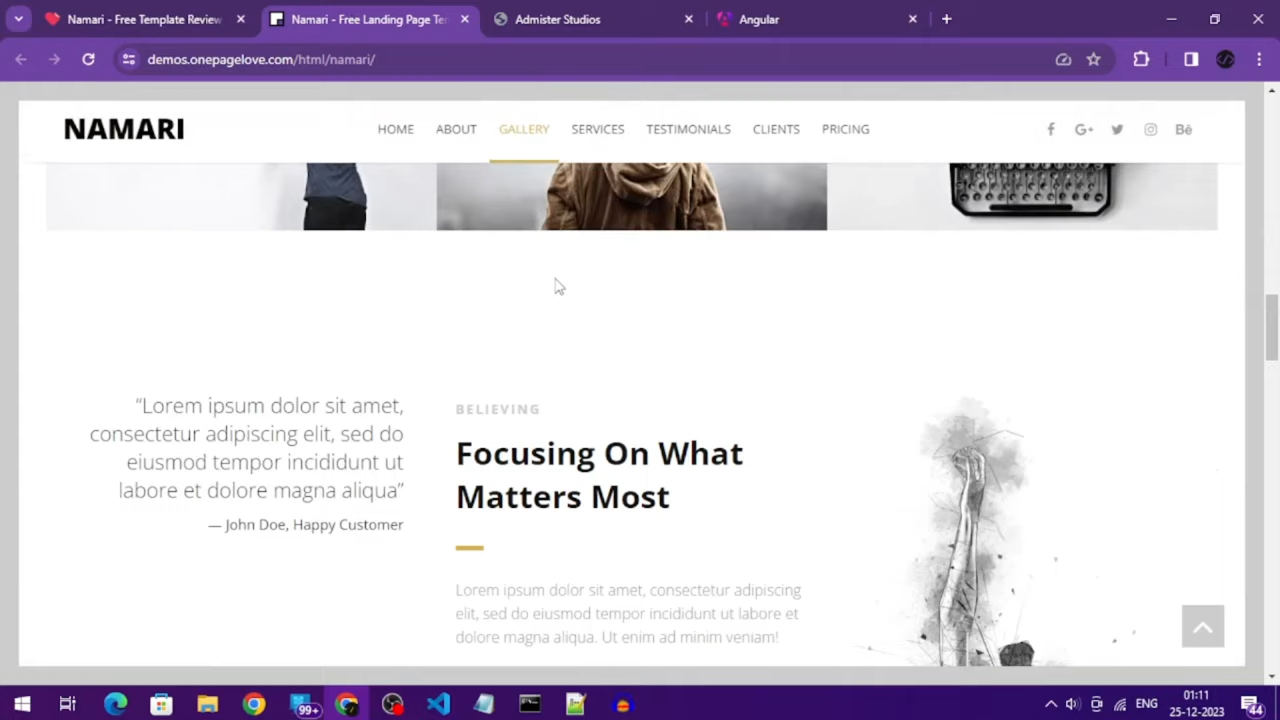 Namari - Free Template Review
Namari - Free Landing Page Te
Admister Studios
Angular
demos.onepagelove.com/html/namari/
NAMARI
HOME ABOUT GALLERY SERVICES TESTIMONIALS CLIENTS PRICING
G+ Bē
“Lorem ipsum dolor sit amet,
consectetur adipiscing elit, sed do
eiusmod tempor incididunt ut
labore et dolore magna aliqua”
— John Doe, Happy Customer
BELIEVING
Focusing On What
Matters Most
Lorem ipsum dolor sit amet, consectetur adipiscing
elit, sed do eiusmod tempor incididunt ut labore et
dolore magna aliqua. Ut enim ad minim veniam!
99+
ENG
01:11
25-12-2023
44